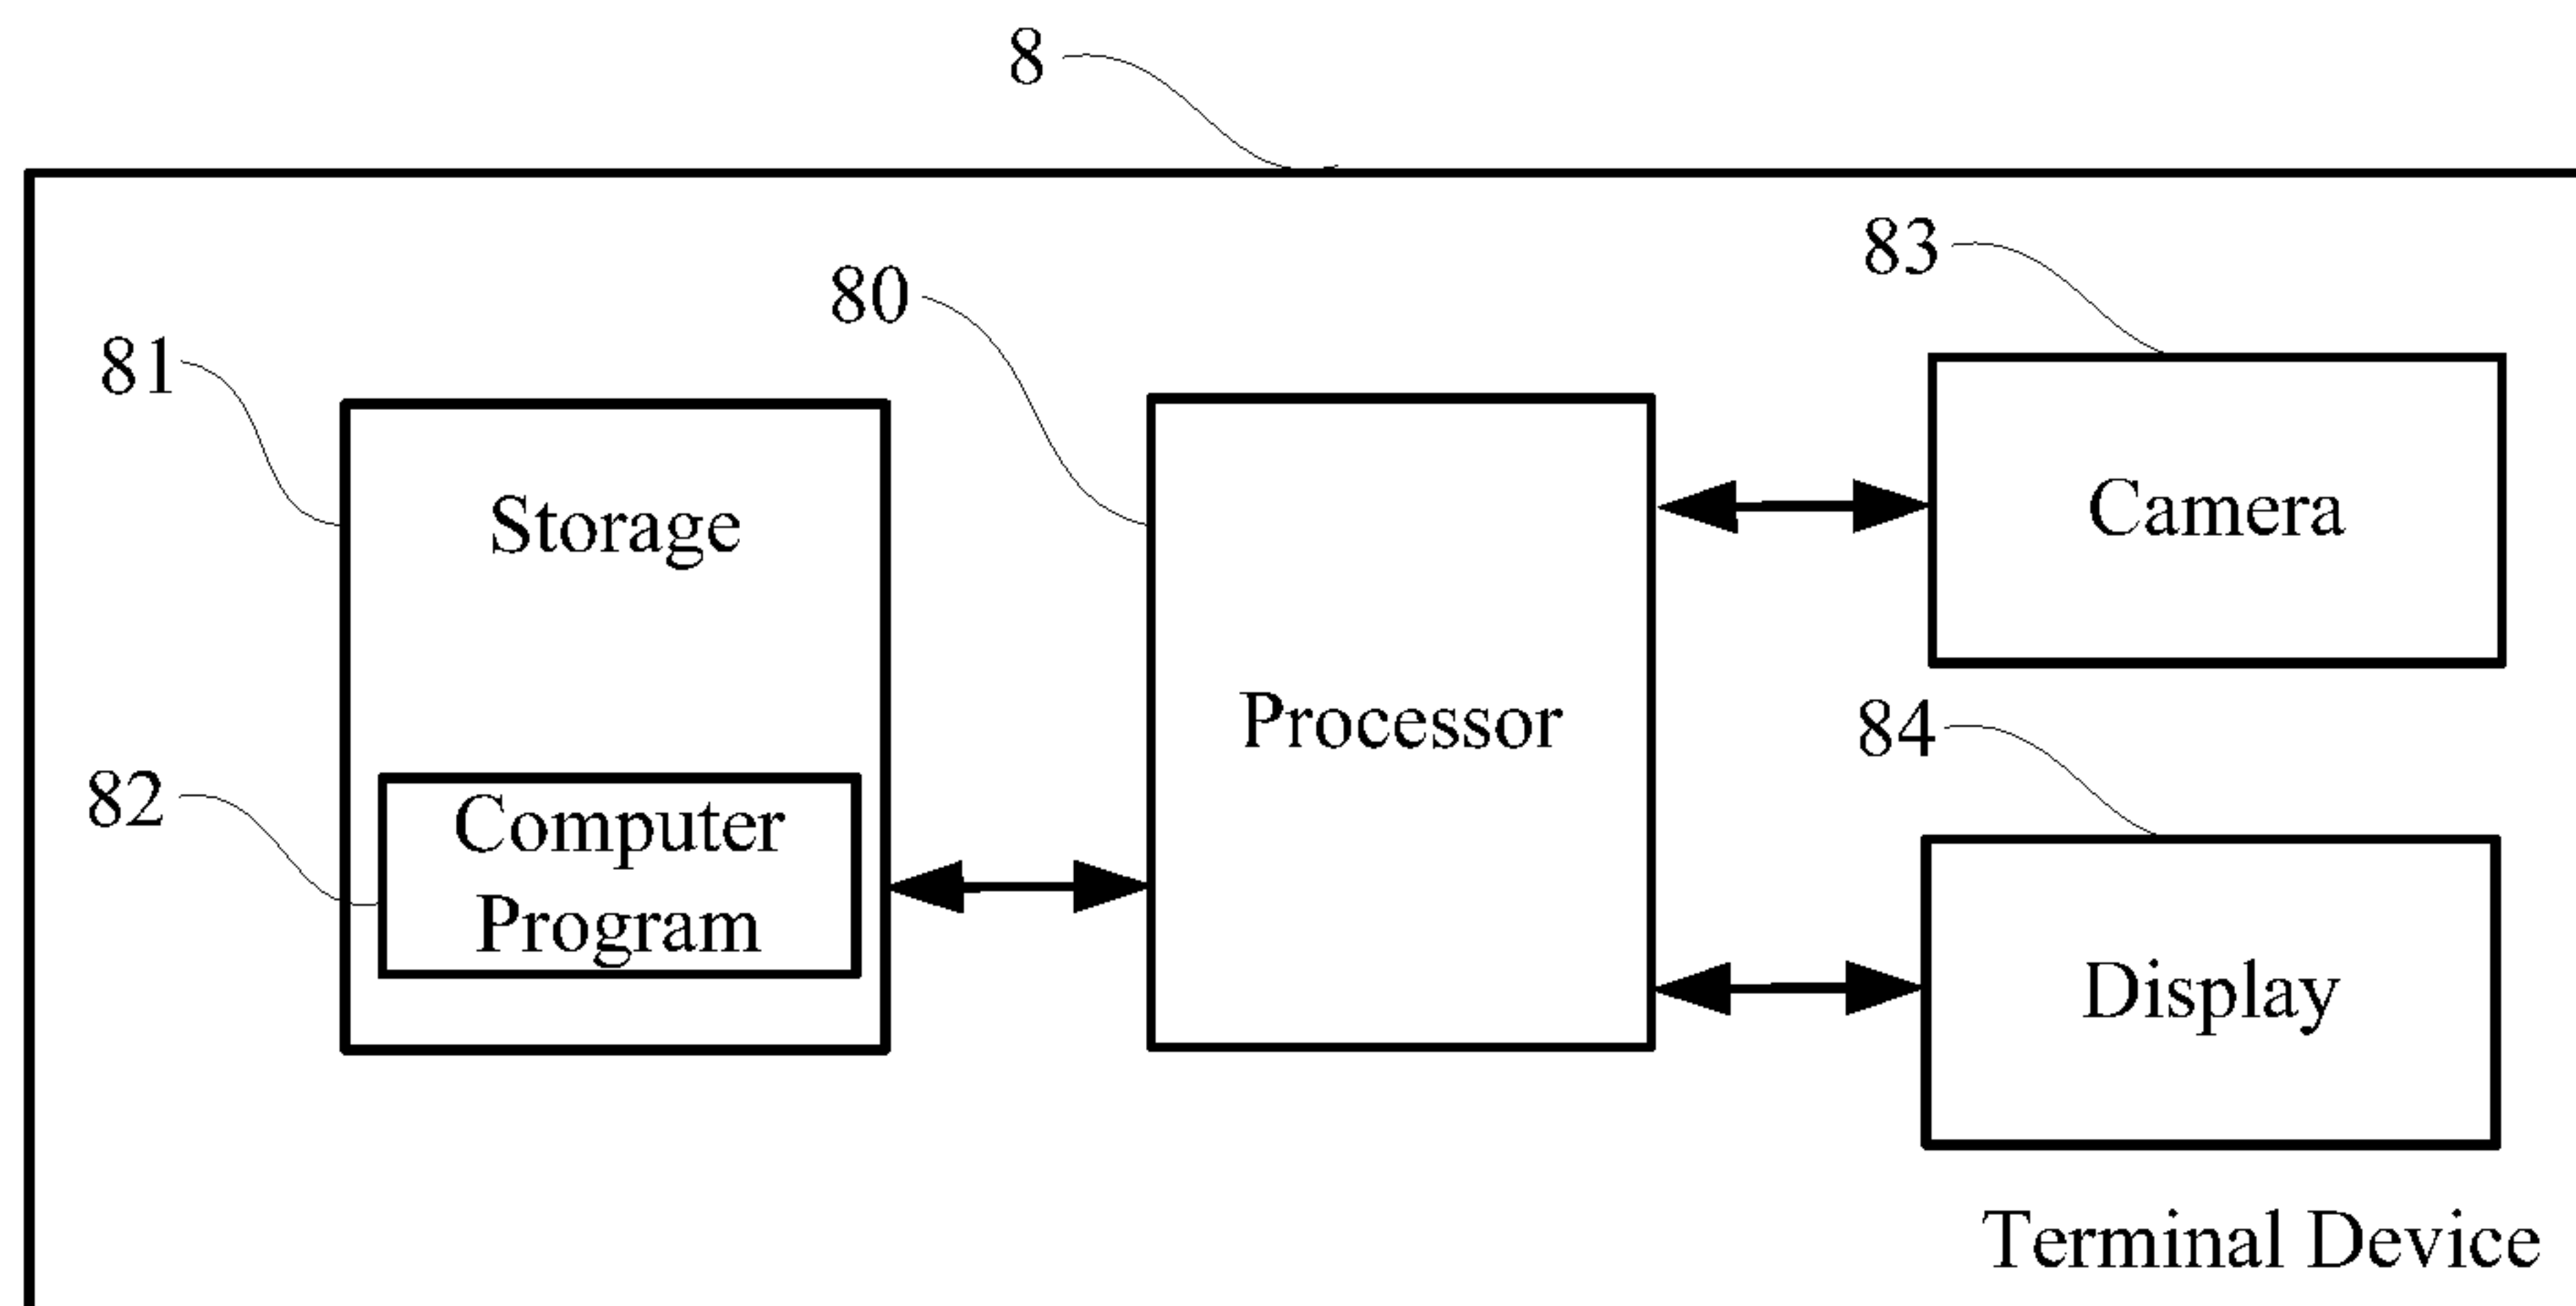 8
83
80
81
Storage
Camera
Processor
84
82
Computer
Program
Display
Terminal Device